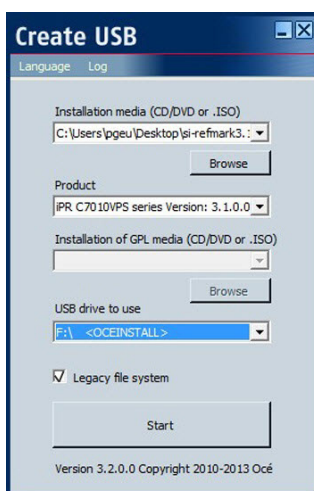 Create USB
Language Log
Installation media (CD/DVD or .ISO)
C:\Users\pgeu\Desktop\si-refmark3.:
Browse
Product
iPR C7010VPS series Version: 3.1.0.0
Installation of GPL media (CD/DVD or .ISO)
Browse
USB drive to use
F:\ <OCEINSTALL>
Legacy file system
Start
Version 3.2.0.0 Copyright 2010-2013 Océ